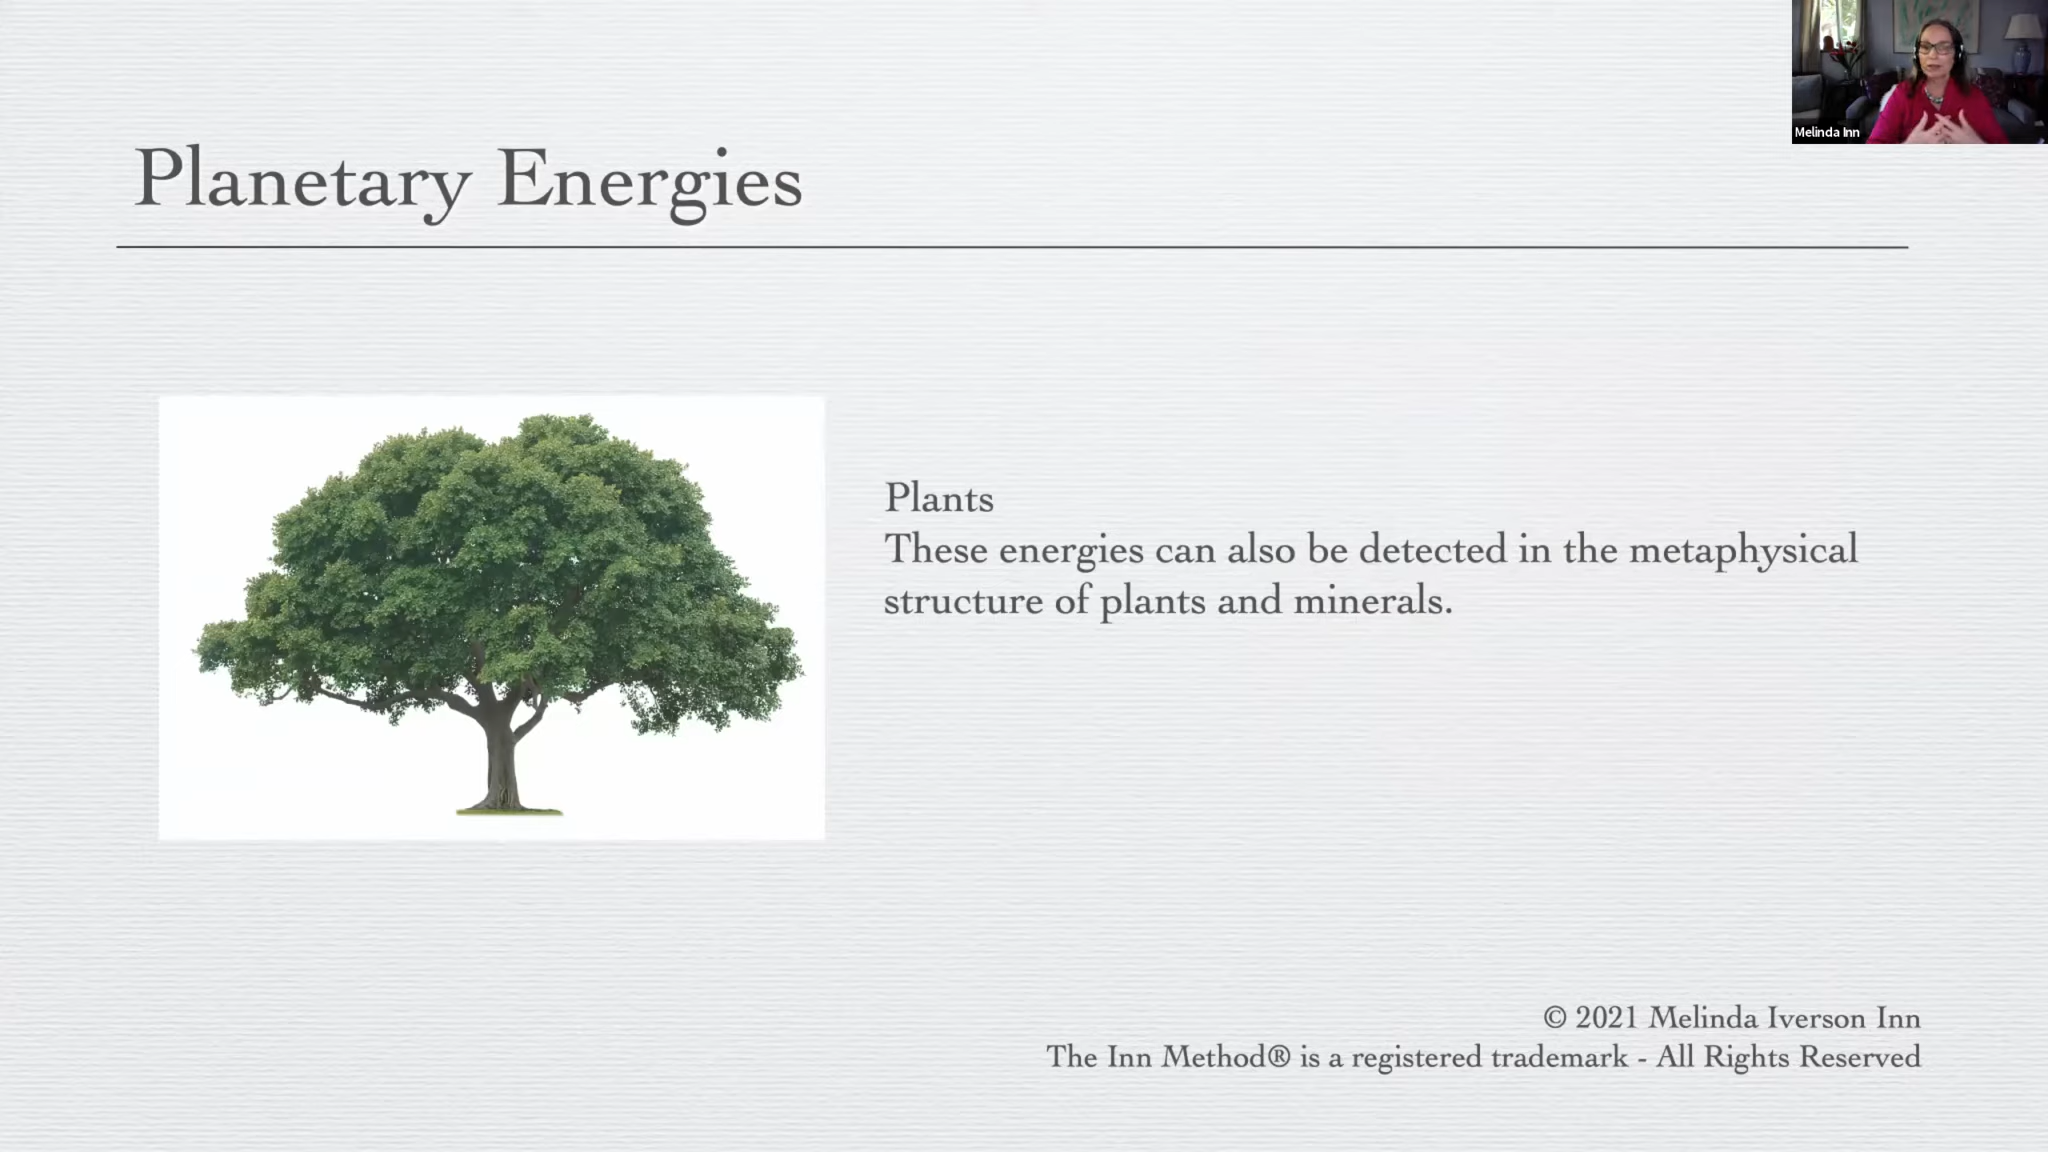 Melinda Inn
Planetary Energies
Plants
These energies can also be detected in the metaphysical
structure of plants and minerals.
© 2021 Melinda Iverson Inn
The Inn Method® is a registered trademark - All Rights Reserved